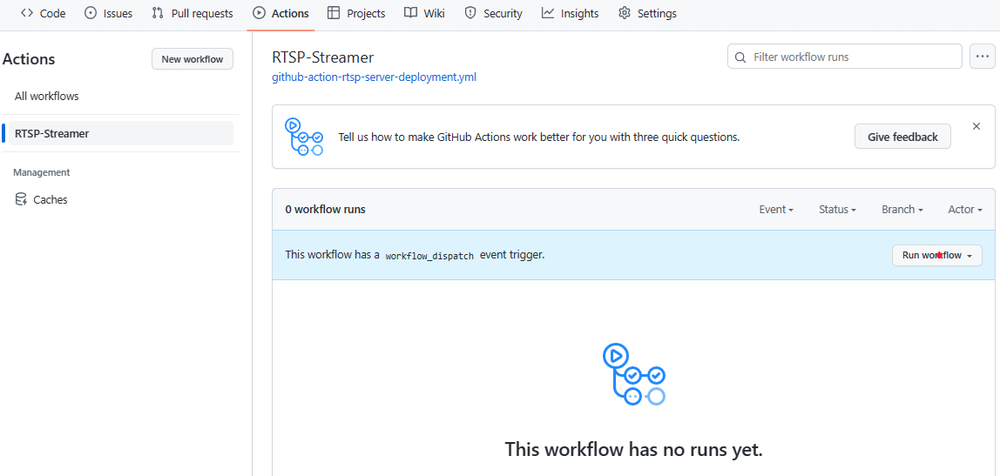 Code Issues Pull requests Actions Projects Wiki Security Insights Settings
Actions
New workflow
All workflows
RTSP-Streamer
Management
Caches
RTSP-Streamer
github-action-rtsp-server-deployment.yml
Filter workflow runs
Tell us how to make GitHub Actions work better for you with three quick questions.
Give feedback
0 workflow runs
Event Status Branch Actor
This workflow has a workflow_dispatch event trigger.
Run workflow
This workflow has no runs yet.